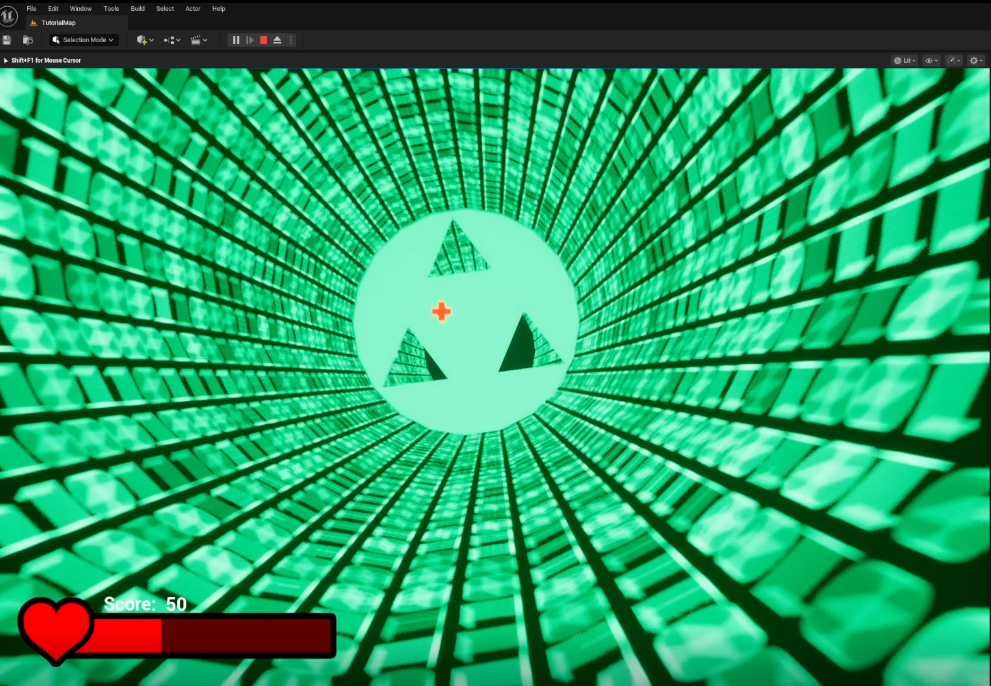 File Edit Window Tools Build Select Actor Help
TutorialMap
Selection Mode
Shift+F1 for Mouse Cursor
Lit
Score: 50